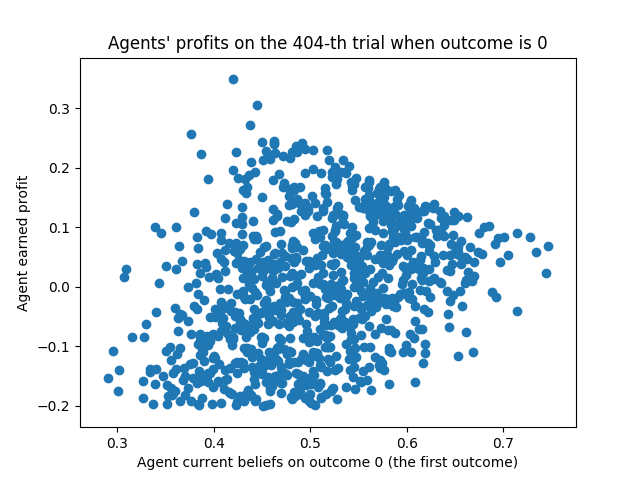 Agents' profits on the 404-th trial when outcome is 0
0.3
0.2
0.1
0.0
−0.1
−0.2
Agent earned profit
0.3 0.4 0.5 0.6 0.7
Agent current beliefs on outcome 0 (the first outcome)